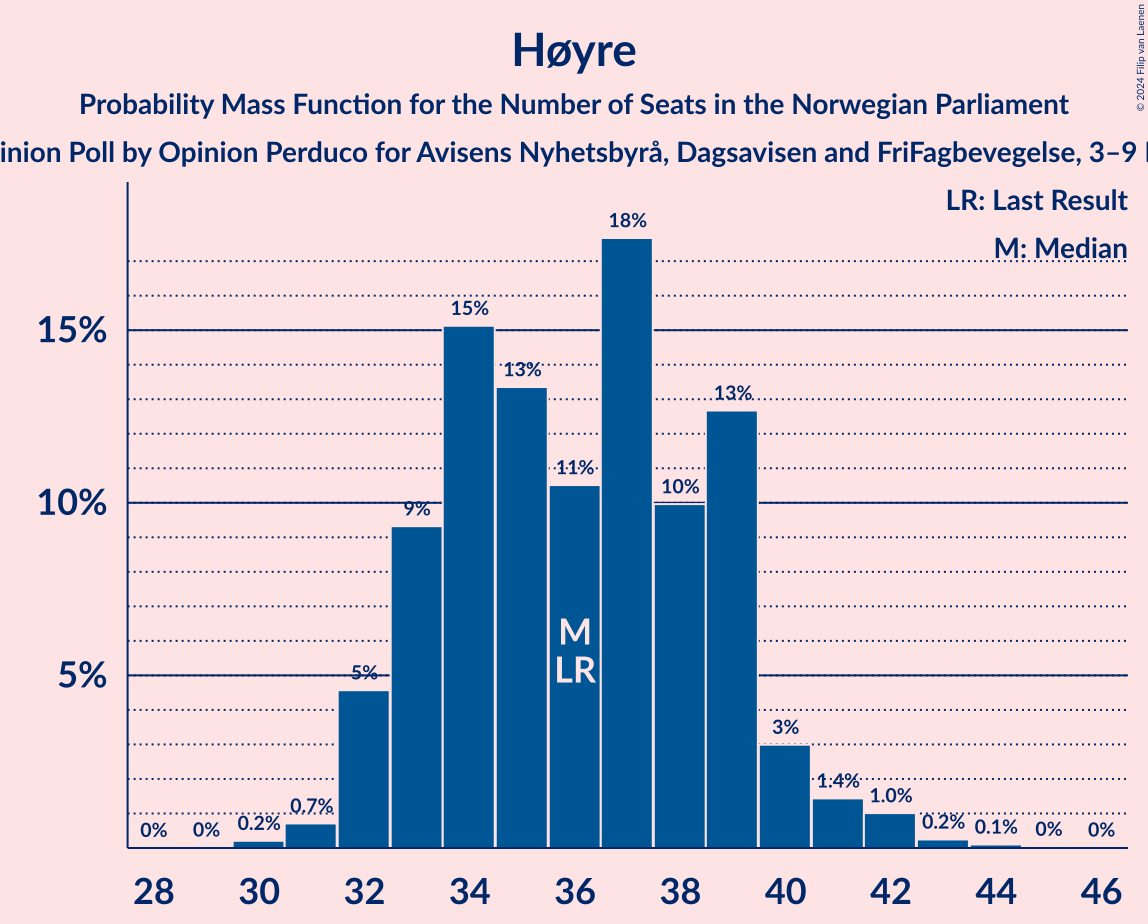 Høyre
Probability Mass Function for the Number of Seats in the Norwegian Parliament
inion Poll by Opinion Perduco for Avisens Nyhetsbyrå, Dagsavisen and FriFagbevegelse, 3–9
© 2024 Filip van Laenen
LR: Last Result
M: Median
18%
15%
15%
13%
13%
11%
10%
10%
9%
M
LR
5%
5%
3%
1.4%
1.0%
0.7%
0.2%
0.2%
0.1%
0%
0%
0%
0%
28 30 32 34 36 38 40 42 44 46